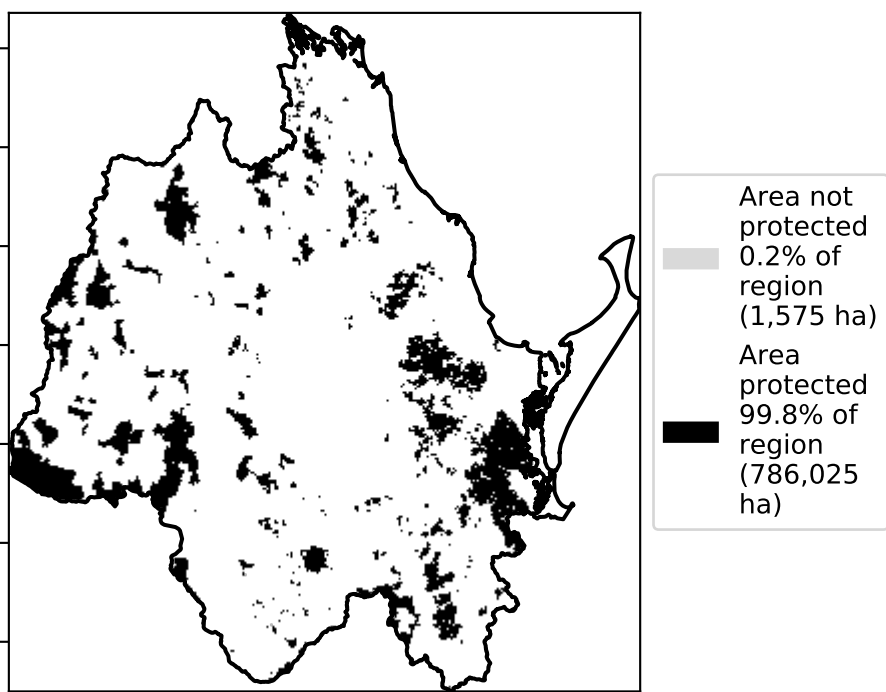 Area not
protected
0.2% of
region
(1,575 ha)
Area
protected
99.8% of
region
(786,025
ha)